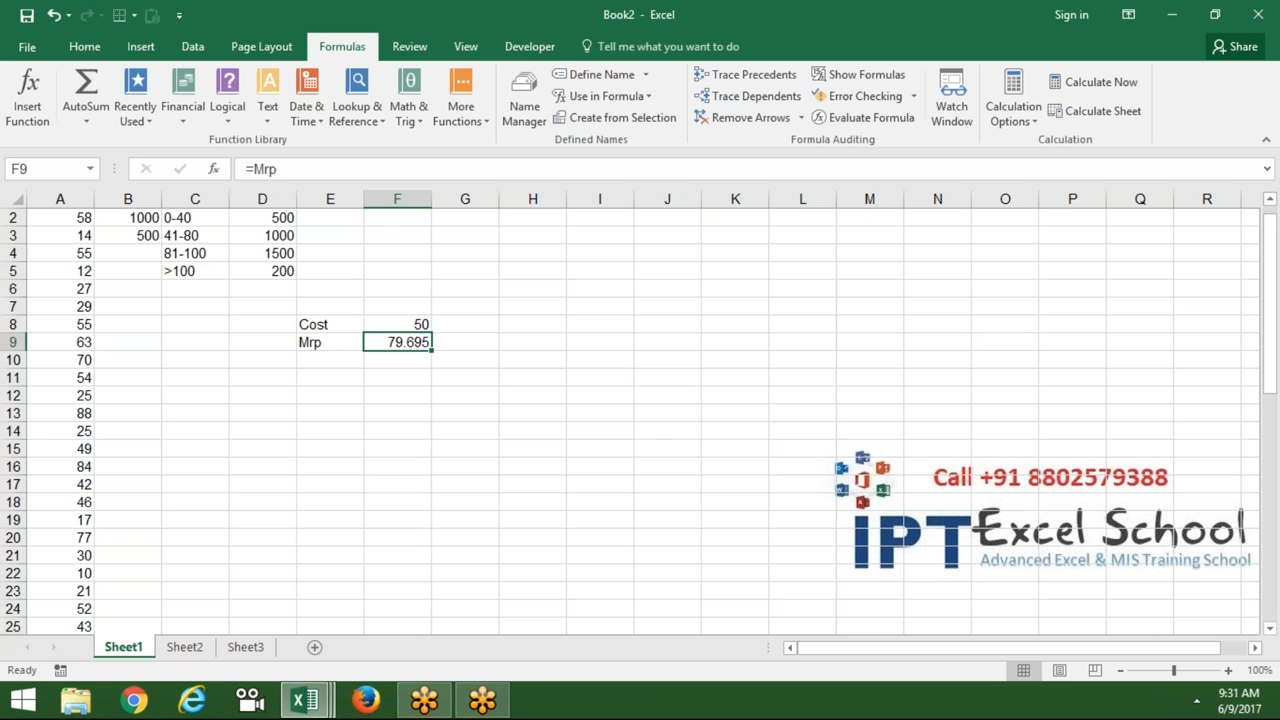 Book2 - Excel
Sign in
File Home Insert Data Page Layout Formulas Review View Developer Tell me what you want to do Share
fx
Insert Function
AutoSum
Recently Used
Financial
Logical
Text
Date & Time
Lookup & Reference
Math & Trig
More Functions
Function Library
Name Manager
Define Name
Use in Formula
Create from Selection
Defined Names
Trace Precedents
Trace Dependents
Remove Arrows
Show Formulas
Error Checking
Evaluate Formula
Formula Auditing
Watch Window
Calculation Options
Calculate Now
Calculate Sheet
Calculation
F9 fx =Mrp
A B C D E F G H I J K L M N O P Q R
2 58 1000 0-40 500
3 14 500 41-80 1000
4 55 81-100 1500
5 12 >100 200
6 27
7 29
8 55 Cost 50
9 63 Mrp 79.695
10 70
11 54
12 25
13 88
14 25
15 49
16 84
17 42
18 46
19 17
20 77
21 30
22 10
23 21
24 52
25 43
Call +91 8802579388
IPT Excel School
Advanced Excel & MIS Training School
Sheet1 Sheet2 Sheet3
Ready
100%
9:31 AM
6/9/2017